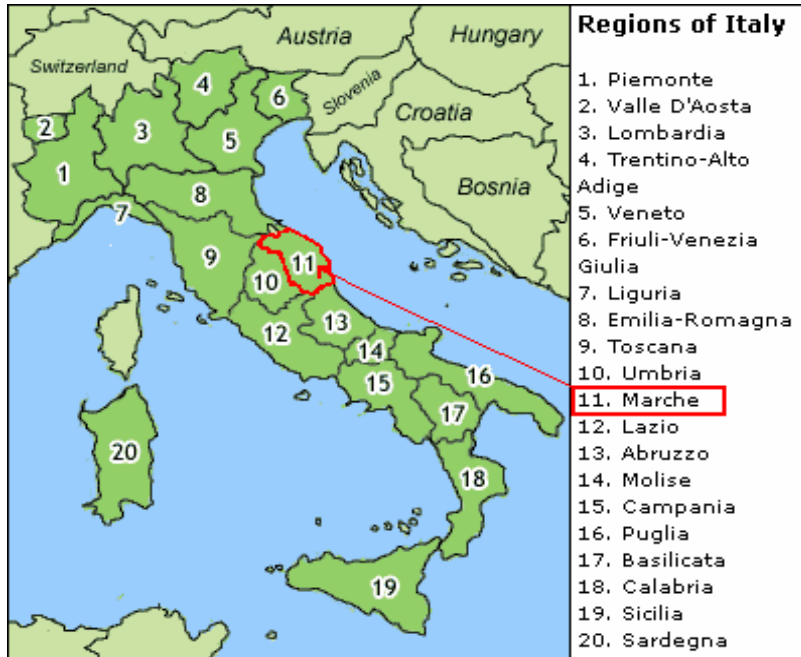 Austria
Hungary
Switzerland
Slovenia
Croatia
Bosnia
4
6
2
3
5
1
8
7
9
11
10
12
13
14
15
16
17
20
18
19
Regions of Italy
1. Piemonte
2. Valle D'Aosta
3. Lombardia
4. Trentino-Alto
Adige
5. Veneto
6. Friuli-Venezia
Giulia
7. Liguria
8. Emilia-Romagna
9. Toscana
10. Umbria
11. Marche
12. Lazio
13. Abruzzo
14. Molise
15. Campania
16. Puglia
17. Basilicata
18. Calabria
19. Sicilia
20. Sardegna